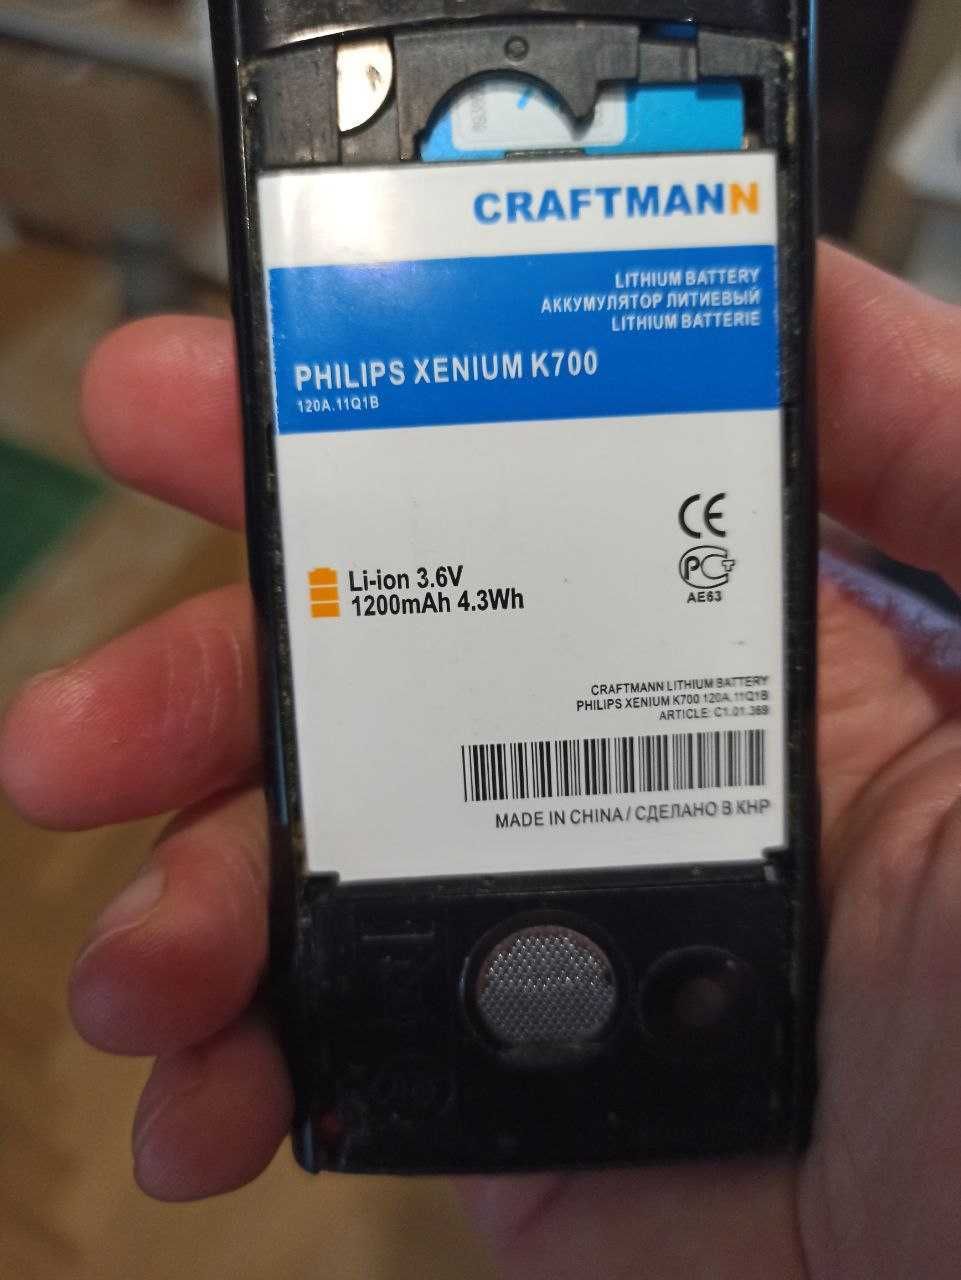 CRAFTMANN
LITHIUM BATTERY
АККУМУЛЯТОР ЛИТИЕВЫЙ
LITHIUM BATTERIE
PHILIPS XENIUM K700
120A.11Q1B
CE
РСТ
AE63
Li-ion 3.6V
1200mAh 4.3Wh
CRAFTMANN LITHIUM BATTERY
PHILIPS XENIUM K700 120A.11Q1B
ARTICLE: C1.01.369
MADE IN CHINA / СДЕЛАНО В КНР